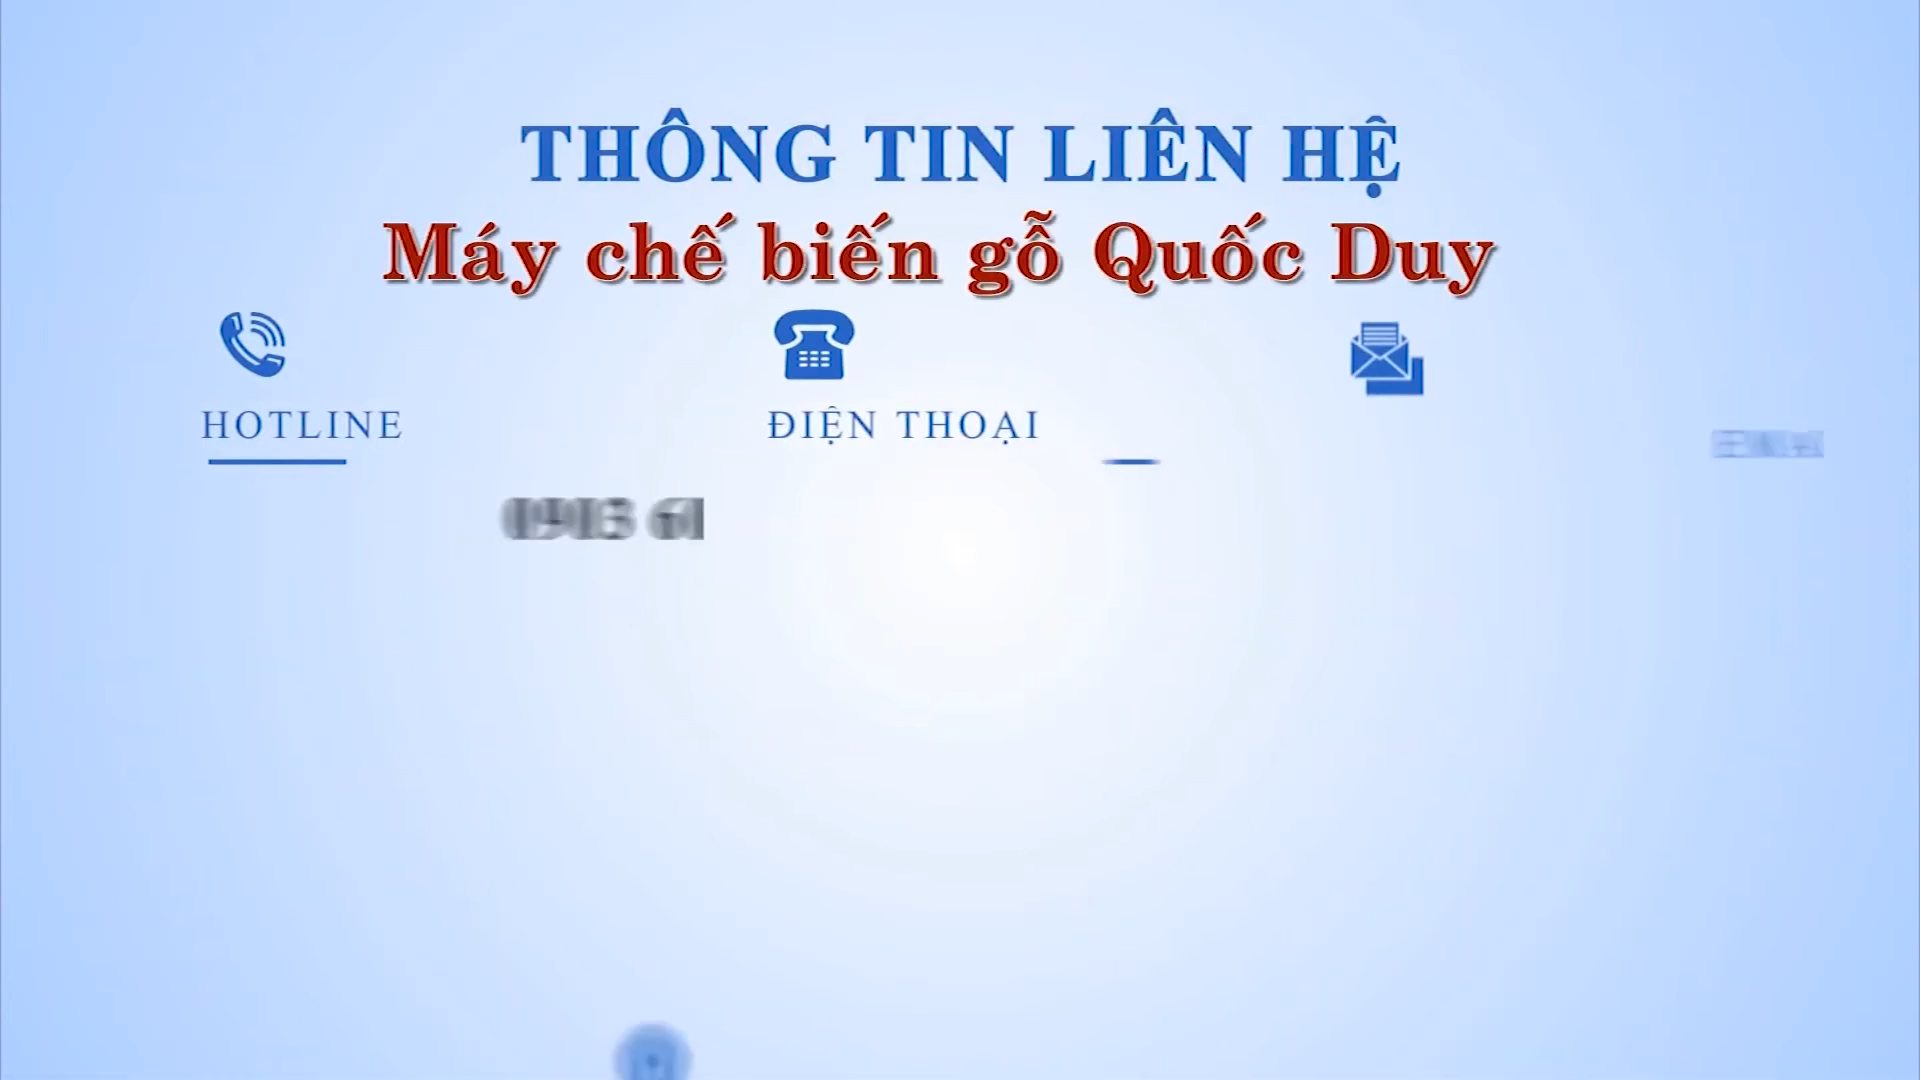 THÔNG TIN LIÊN HỆ
Máy chế biến gỗ Quốc Duy
HOTLINE
ĐIỆN THOẠI